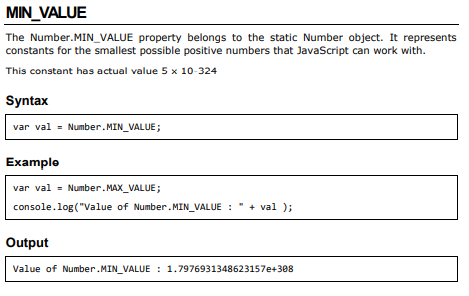 MIN_VALUE
The Number.MIN_VALUE property belongs to the static Number object. It represents
constants for the smallest possible positive numbers that JavaScript can work with.
This constant has actual value 5 x 10-324
Syntax
var val = Number.MIN_VALUE;
Example
var val = Number.MAX_VALUE;
console.log("Value of Number.MIN_VALUE : " + val );
Output
Value of Number.MIN_VALUE : 1.7976931348623157e+308